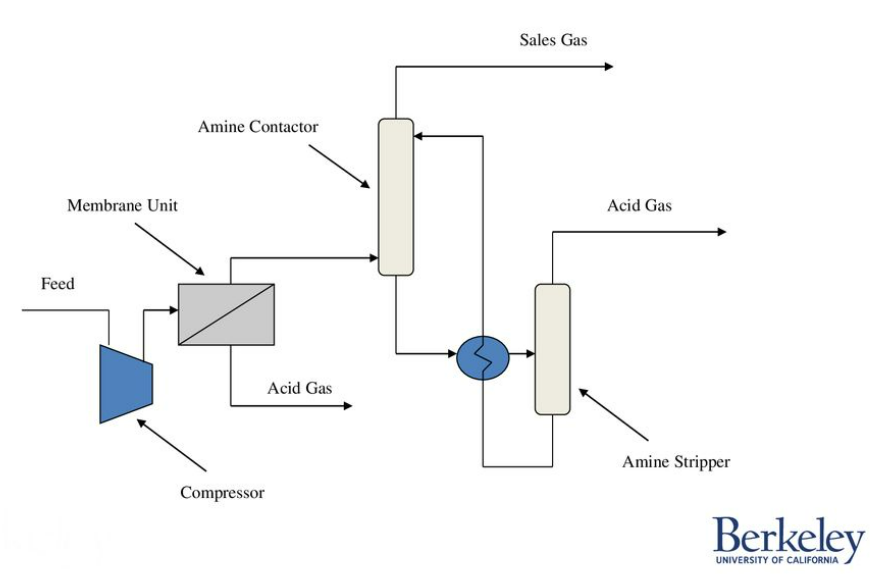 Sales Gas
Amine Contactor
Membrane Unit
Acid Gas
Feed
Acid Gas
Amine Stripper
Compressor
Berkeley
UNIVERSITY OF CALIFORNIA